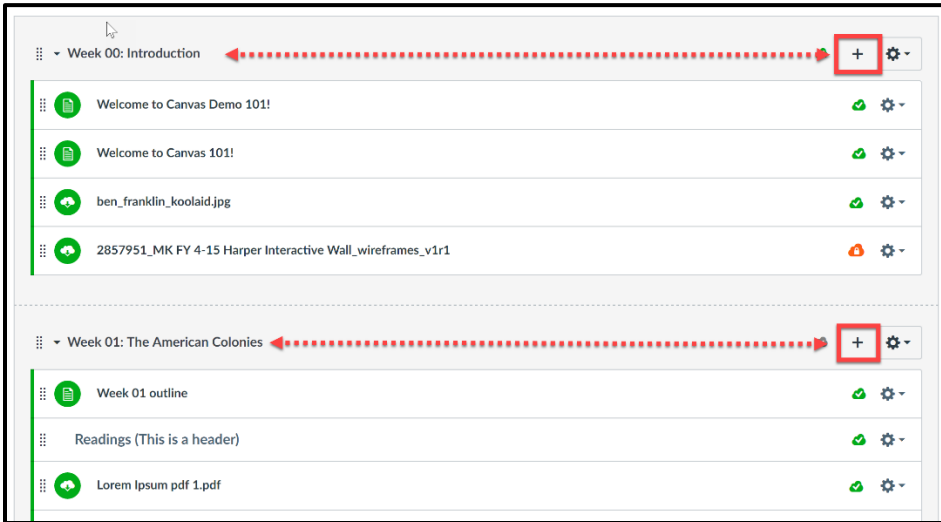 Week 00: Introduction
Welcome to Canvas Demo 101!
Welcome to Canvas 101!
ben_franklin_koolaid.jpg
2857951_MK FY 4-15 Harper Interactive Wall_wireframes_v1r1
Week 01: The American Colonies
Week 01 outline
Readings (This is a header)
Lorem Ipsum pdf 1.pdf